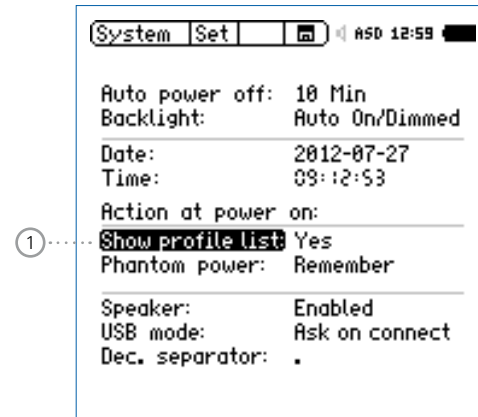 System Set ASD 12:59
Auto power off: 10 Min
Backlight: Auto On/Dimmed
Date: 2012-07-27
Time: 09:12:53
Action at power on:
1 Show profile list: Yes
Phantom power: Remember
Speaker: Enabled
USB mode: Ask on connect
Dec. separator: .